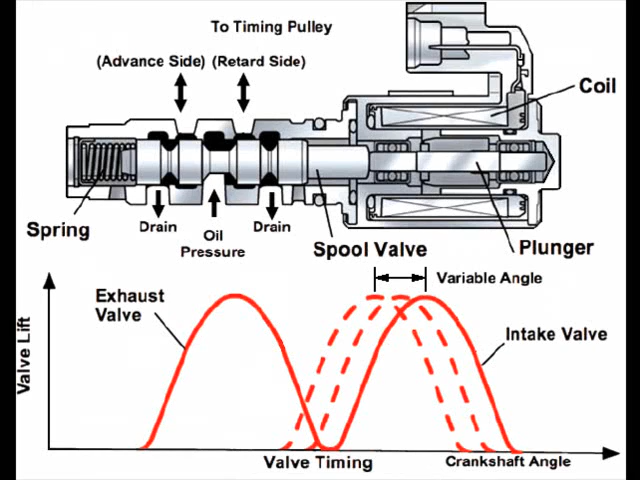 To Timing Pulley
(Advance Side) (Retard Side)
Coil
Spring
Drain
Oil
Pressure
Drain
Spool Valve
Plunger
Variable Angle
Exhaust
Valve
Intake Valve
Valve Lift
Valve Timing
Crankshaft Angle